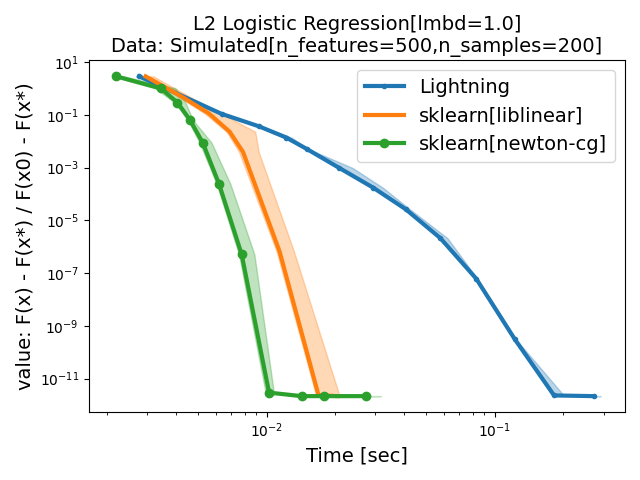 L2 Logistic Regression[lmbd=1.0]
Data: Simulated[n_features=500,n_samples=200]
value: F(x) - F(x*) / F(x0) - F(x*)
10¹
10⁻¹
10⁻³
10⁻⁵
10⁻⁷
10⁻⁹
10⁻¹¹
Lightning
sklearn[liblinear]
sklearn[newton-cg]
10⁻²
10⁻¹
Time [sec]